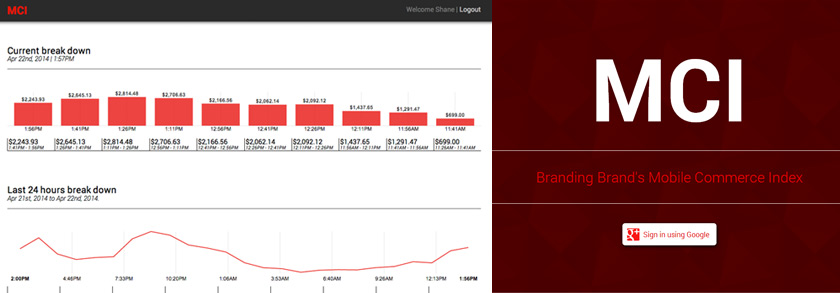 MCI
Welcome Shane | Logout
Current break down
Apr 22nd, 2014 | 1:57PM
$2,243.93 $2,645.13 $2,814.48 $2,706.63 $2,166.56 $2,062.14 $2,092.12 $1,437.65 $1,291.47 $699.00
1:56PM 1:41PM 1:26PM 1:11PM 12:56PM 12:41PM 12:26PM 12:11PM 11:56AM 11:41AM
$2,243.93 $2,645.13 $2,814.48 $2,706.63 $2,166.56 $2,062.14 $2,092.12 $1,437.65 $1,291.47 $699.00
1:41PM - 1:56PM 1:26PM - 1:41PM 1:11PM - 1:26PM 12:56PM - 1:11PM 12:41PM - 12:56PM 12:26PM - 12:41PM 12:11PM - 12:26PM 11:56AM - 12:11PM 11:41AM - 11:56AM 11:26AM - 11:41AM
Last 24 hours break down
Apr 21st, 2014 to Apr 22nd, 2014.
2:00PM 4:46PM 7:33PM 10:20PM 1:06AM 3:53AM 6:40AM 9:26AM 12:13PM 1:56PM
MCI
Branding Brand's Mobile Commerce Index
g+ Sign in using Google